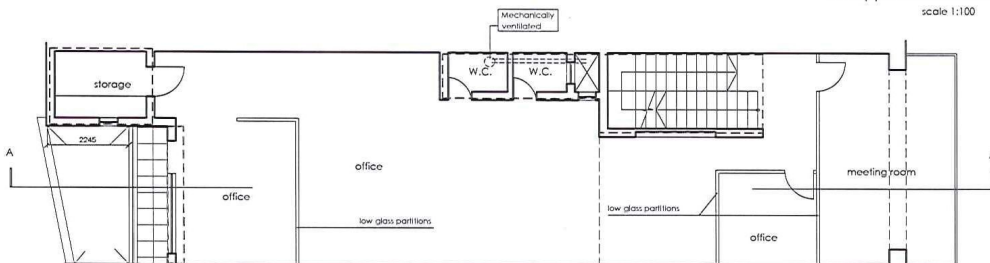 scale 1:100
Mechanically
ventilated
W.C.
W.C.
storage
2245
A
office
meeting room
office
low glass partitions
low glass partitions
office